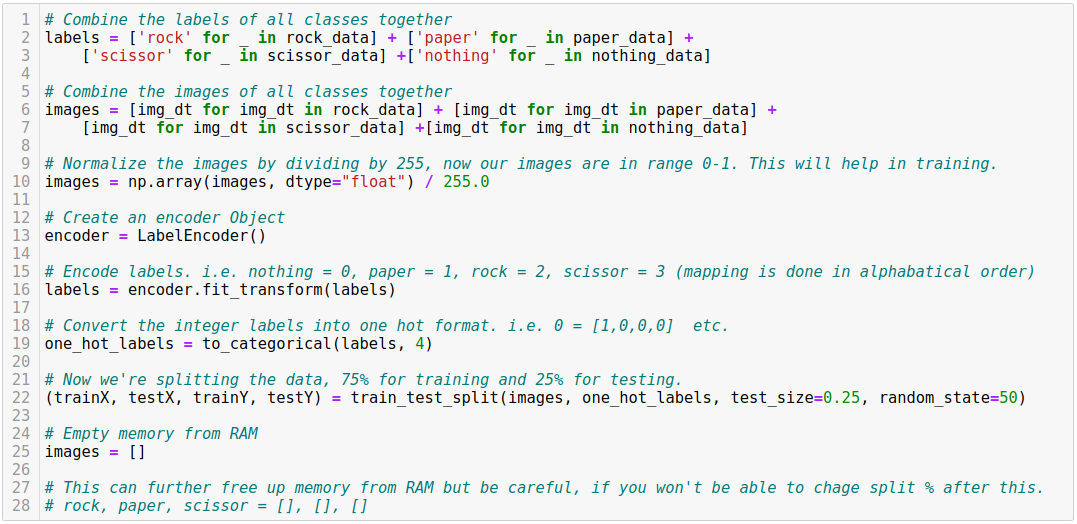 1 # Combine the labels of all classes together
2 labels = ['rock' for _ in rock_data] + ['paper' for _ in paper_data] +
3     ['scissor' for _ in scissor_data] +['nothing' for _ in nothing_data]
4
5 # Combine the images of all classes together
6 images = [img_dt for img_dt in rock_data] + [img_dt for img_dt in paper_data] +
7     [img_dt for img_dt in scissor_data] +[img_dt for img_dt in nothing_data]
8
9 # Normalize the images by dividing by 255, now our images are in range 0-1. This will help in training.
10 images = np.array(images, dtype="float") / 255.0
11
12 # Create an encoder Object
13 encoder = LabelEncoder()
14
15 # Encode labels. i.e. nothing = 0, paper = 1, rock = 2, scissor = 3 (mapping is done in alphabatical order)
16 labels = encoder.fit_transform(labels)
17
18 # Convert the integer labels into one hot format. i.e. 0 = [1,0,0,0]  etc.
19 one_hot_labels = to_categorical(labels, 4)
20
21 # Now we're splitting the data, 75% for training and 25% for testing.
22 (trainX, testX, trainY, testY) = train_test_split(images, one_hot_labels, test_size=0.25, random_state=50)
23
24 # Empty memory from RAM
25 images = []
26
27 # This can further free up memory from RAM but be careful, if you won't be able to chage split % after this.
28 # rock, paper, scissor = [], [], []